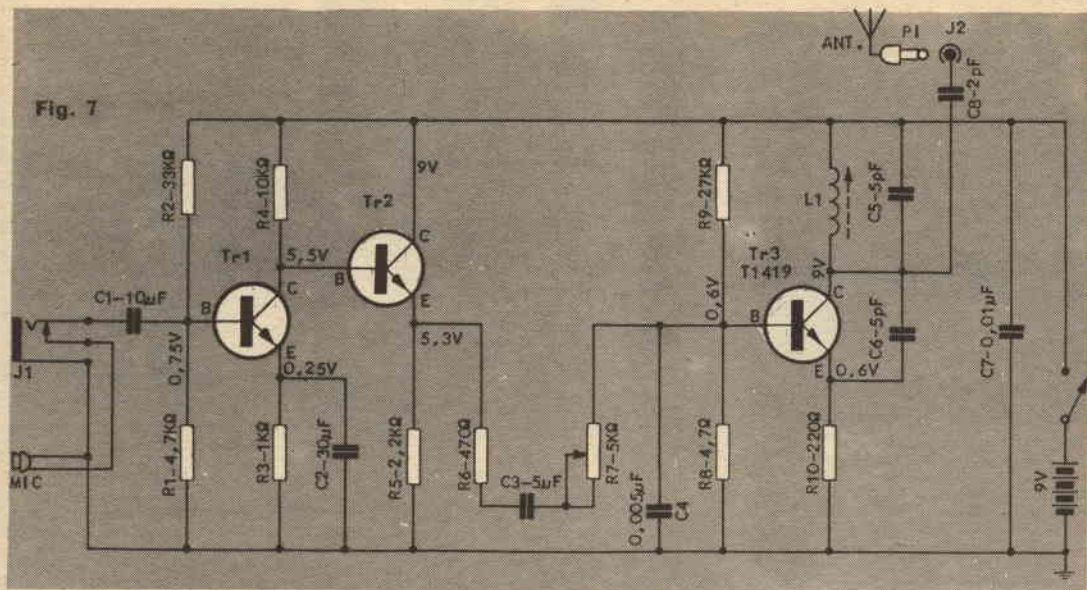 Fig. 7
ANT.
P1
J2
C8-2pF
R2-33KΩ
R4-10KΩ
Tr2
9V
R9-27KΩ
L1
C5-5pF
Tr1
5,5V
C
B
E
5,3V
Tr3
T1419
9V
C
B
E
0,6V
0,6V
C6-5pF
C7-0,01µF
C1-10µF
B
C
E
0,75V
0,25V
J1
MIC
R1-4,7KΩ
R3-1KΩ
C2-30µF
R5-2,2KΩ
R6-470Ω
C3-5µF
R7-5KΩ
0,005µF
C4
R8-4,7Ω
R10-220Ω
9V